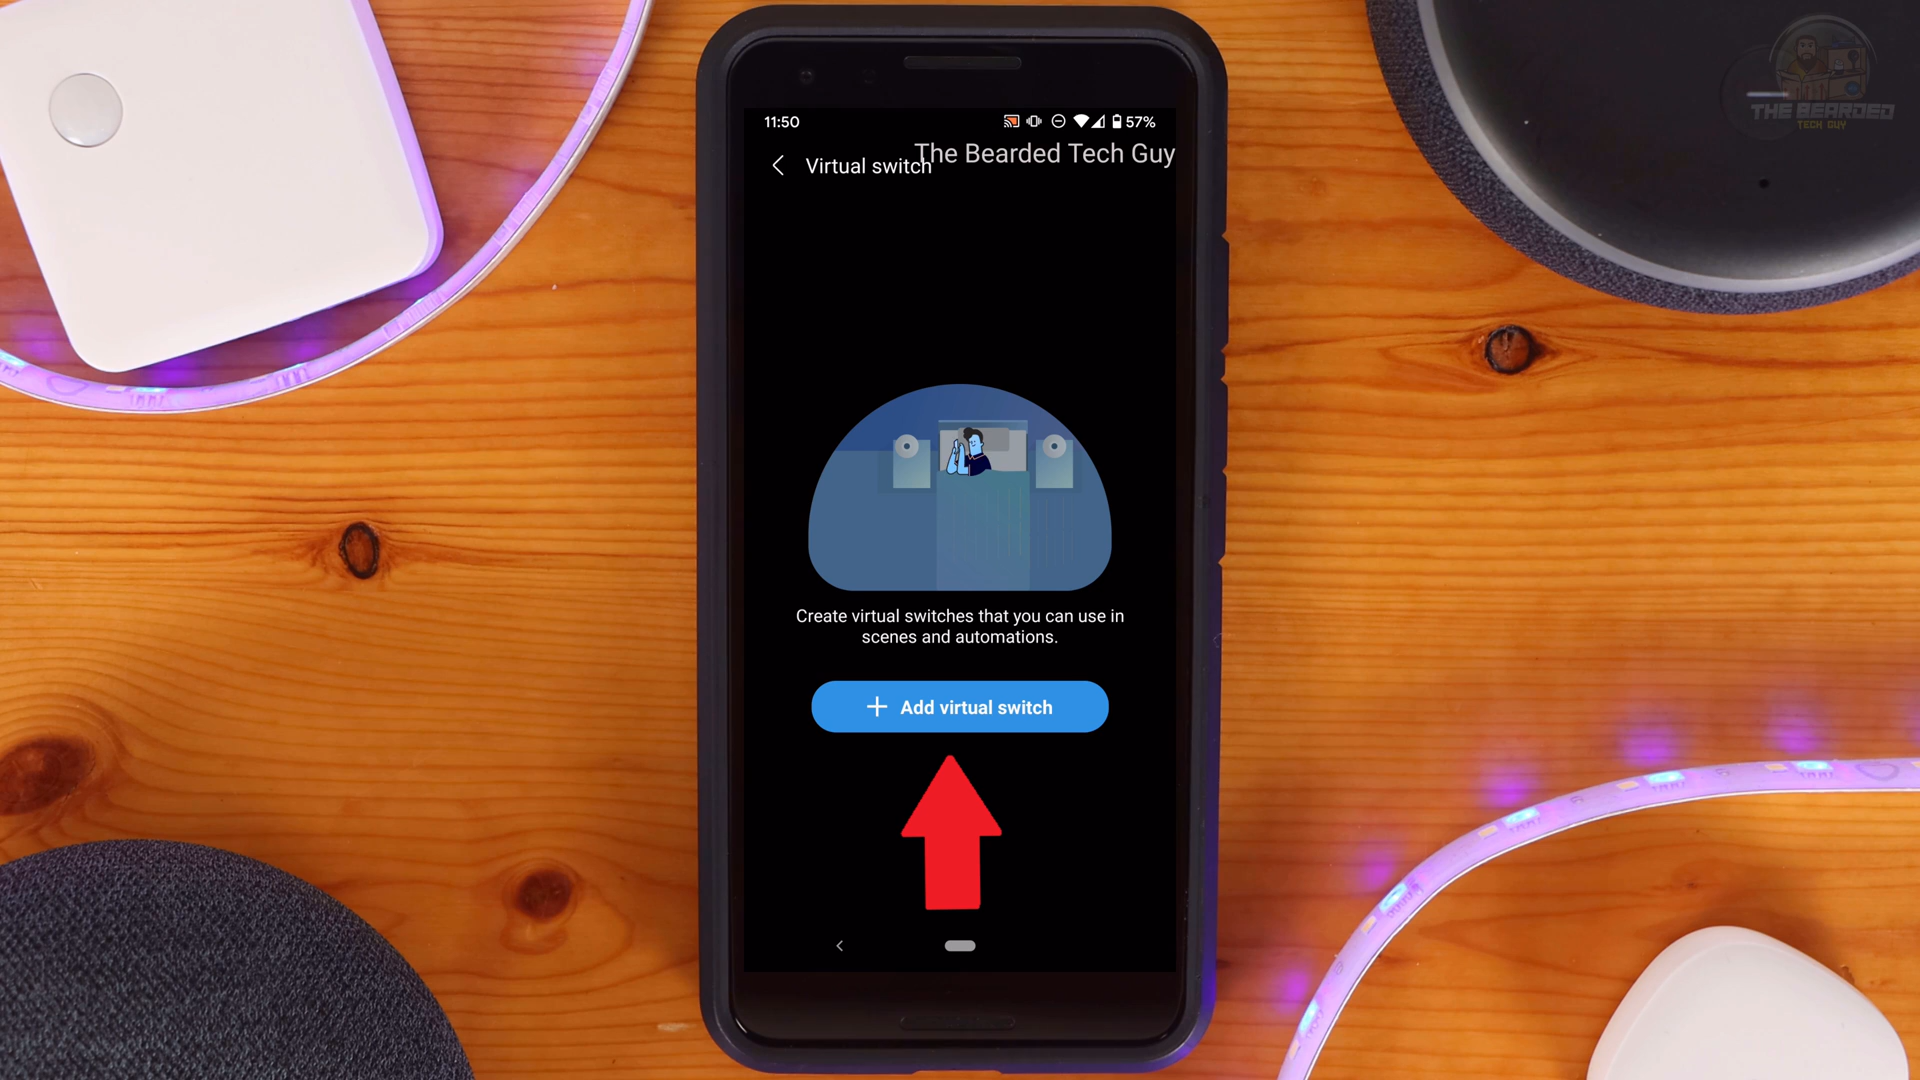 THE BEARDED
TECH GUY
11:50
57%
The Bearded Tech Guy
Virtual switch
Create virtual switches that you can use in
scenes and automations.
+ Add virtual switch